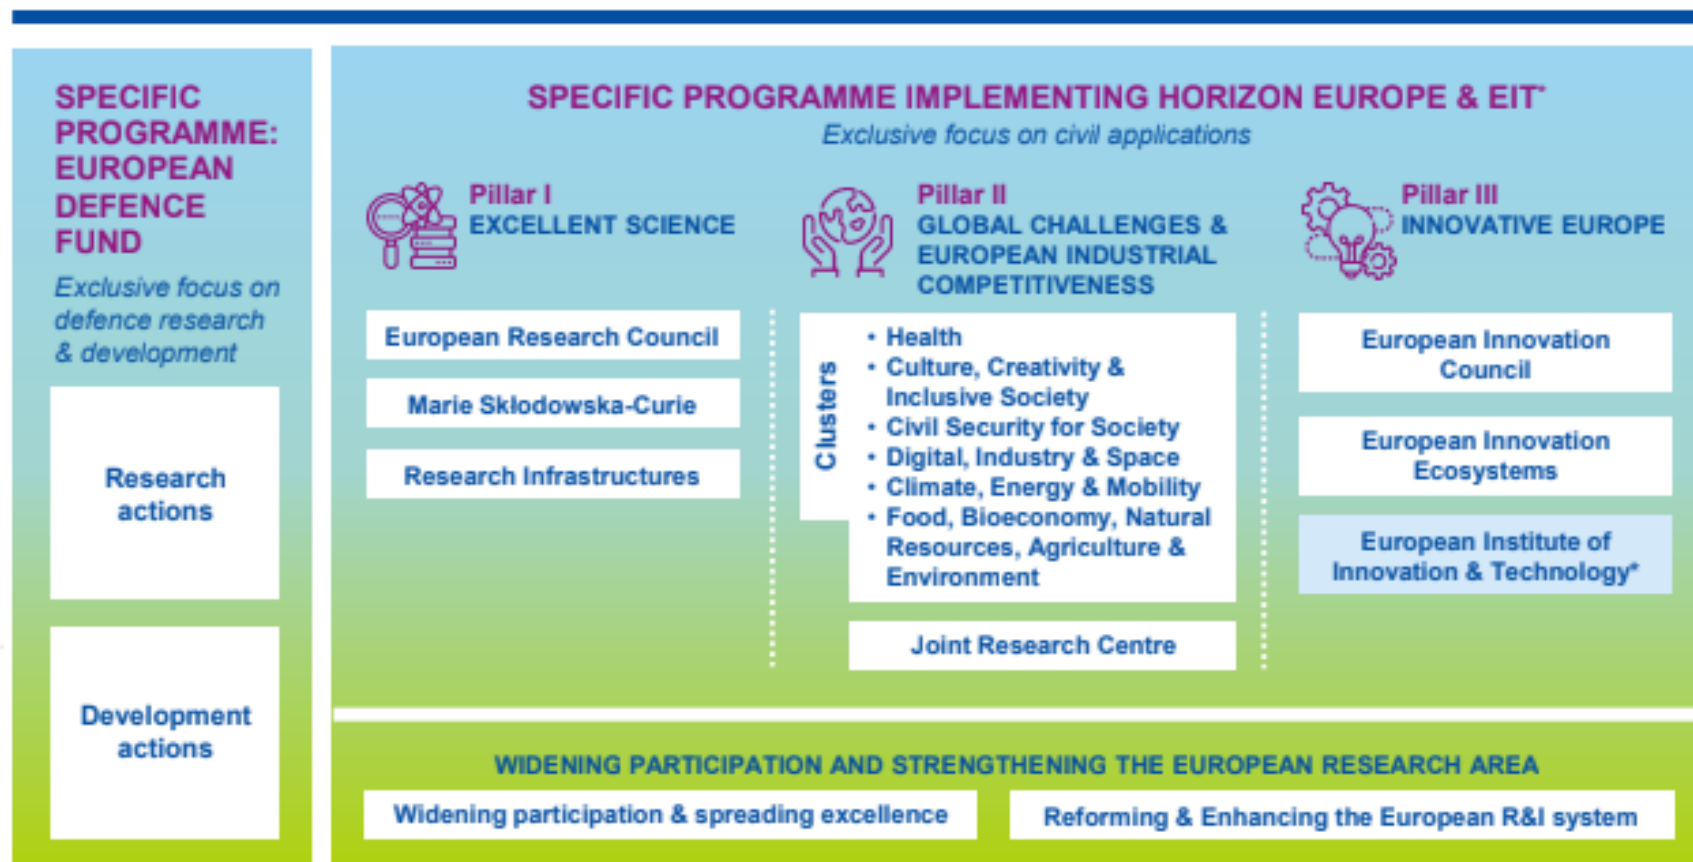 SPECIFIC
PROGRAMME:
EUROPEAN
DEFENCE
FUND
Exclusive focus on
defence research
& development
Research
actions
Development
actions
SPECIFIC PROGRAMME IMPLEMENTING HORIZON EUROPE & EIT*
Exclusive focus on civil applications
Pillar I
EXCELLENT SCIENCE
European Research Council
Marie Skłodowska-Curie
Research Infrastructures
Pillar II
GLOBAL CHALLENGES &
EUROPEAN INDUSTRIAL
COMPETITIVENESS
Clusters
• Health
• Culture, Creativity &
Inclusive Society
• Civil Security for Society
• Digital, Industry & Space
• Climate, Energy & Mobility
• Food, Bioeconomy, Natural
Resources, Agriculture &
Environment
Joint Research Centre
Pillar III
INNOVATIVE EUROPE
European Innovation
Council
European Innovation
Ecosystems
European Institute of
Innovation & Technology*
WIDENING PARTICIPATION AND STRENGTHENING THE EUROPEAN RESEARCH AREA
Widening participation & spreading excellence
Reforming & Enhancing the European R&I system